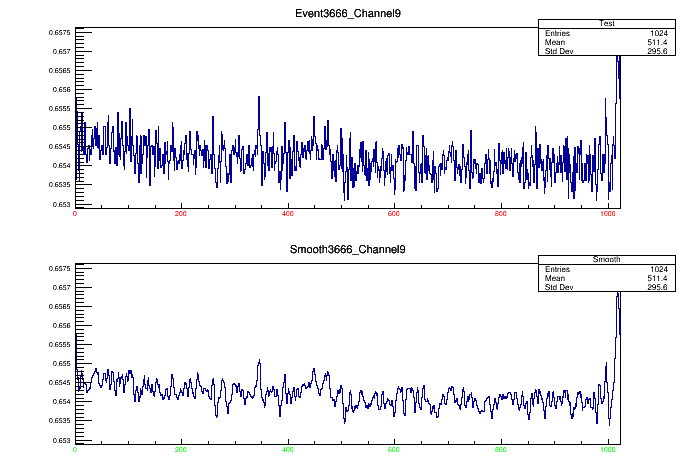 Event3666_Channel9
Test
Entries 1024
Mean 511.4
Std Dev 295.6
0.6575
0.657
0.6565
0.656
0.6555
0.655
0.6545
0.654
0.6535
0.653
0 200 400 600 800 1000
Smooth3666_Channel9
Smooth
Entries 1024
Mean 511.4
Std Dev 295.6
0.6575
0.657
0.6565
0.656
0.6555
0.655
0.6545
0.654
0.6535
0.653
0 200 400 600 800 1000